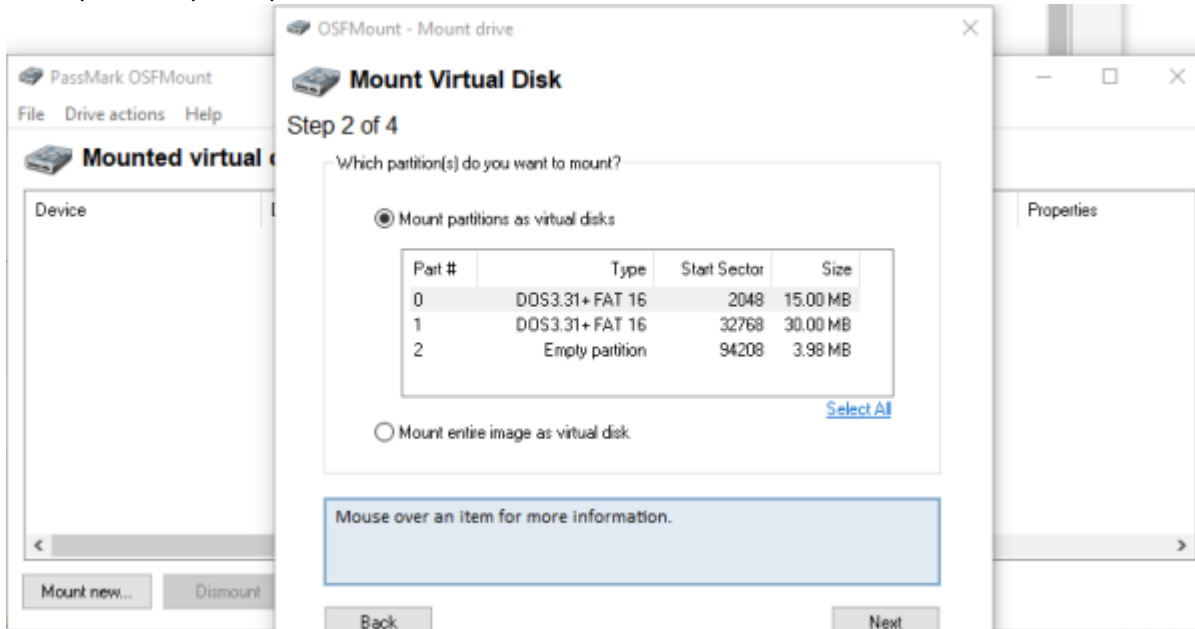 OSFMount - Mount drive
PassMark OSFMount
File Drive actions Help
Mounted virtual
Device
Properties
Mount Virtual Disk
Step 2 of 4
Which partition(s) do you want to mount?
Mount partitions as virtual disks
Part # Type Start Sector Size
0 DOS3.31+ FAT 16 2048 15.00 MB
1 DOS3.31+ FAT 16 32768 30.00 MB
2 Empty partition 94208 3.98 MB
Select All
Mount entire image as virtual disk
Mouse over an item for more information.
Mount new... Dismount
Back Next